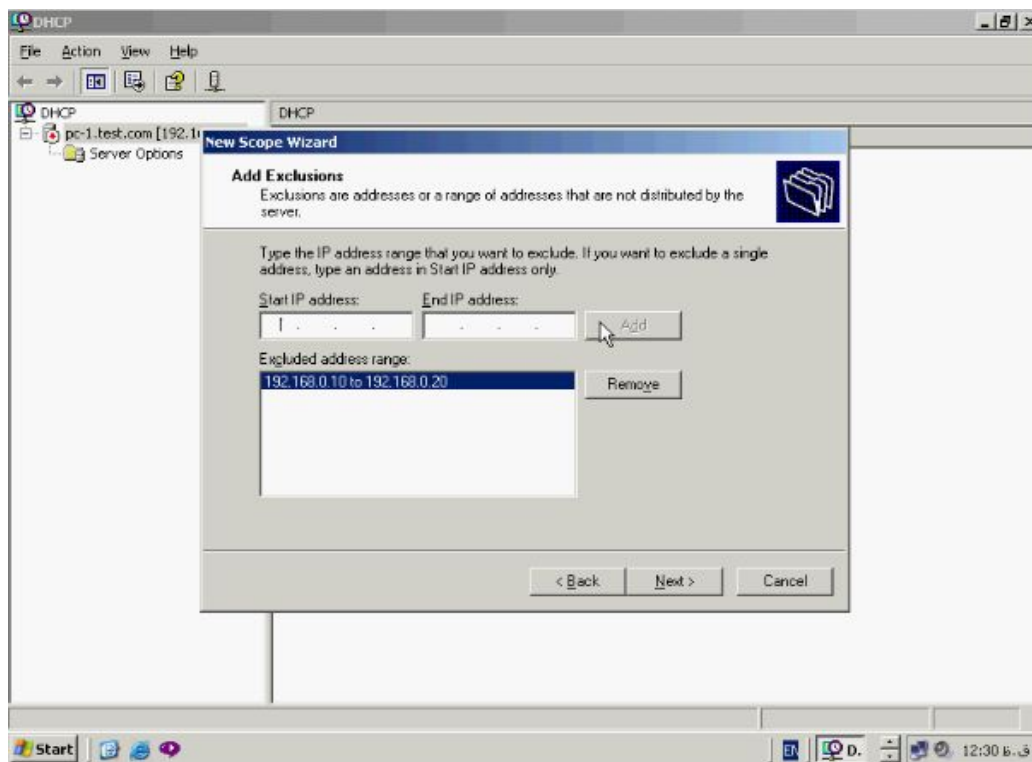 DHCP
File Action View Help
DHCP
DHCP
pc-1.test.com [192.16
Server Options
New Scope Wizard
Add Exclusions
Exclusions are addresses or a range of addresses that are not distributed by the
server.
Type the IP address range that you want to exclude. If you want to exclude a single
address, type an address in Start IP address only.
Start IP address: End IP address:
Add
Excluded address range:
192.168.0.10 to 192.168.0.20
Remove
< Back Next > Cancel
Start
EN
D.
12:30 ق.ظ